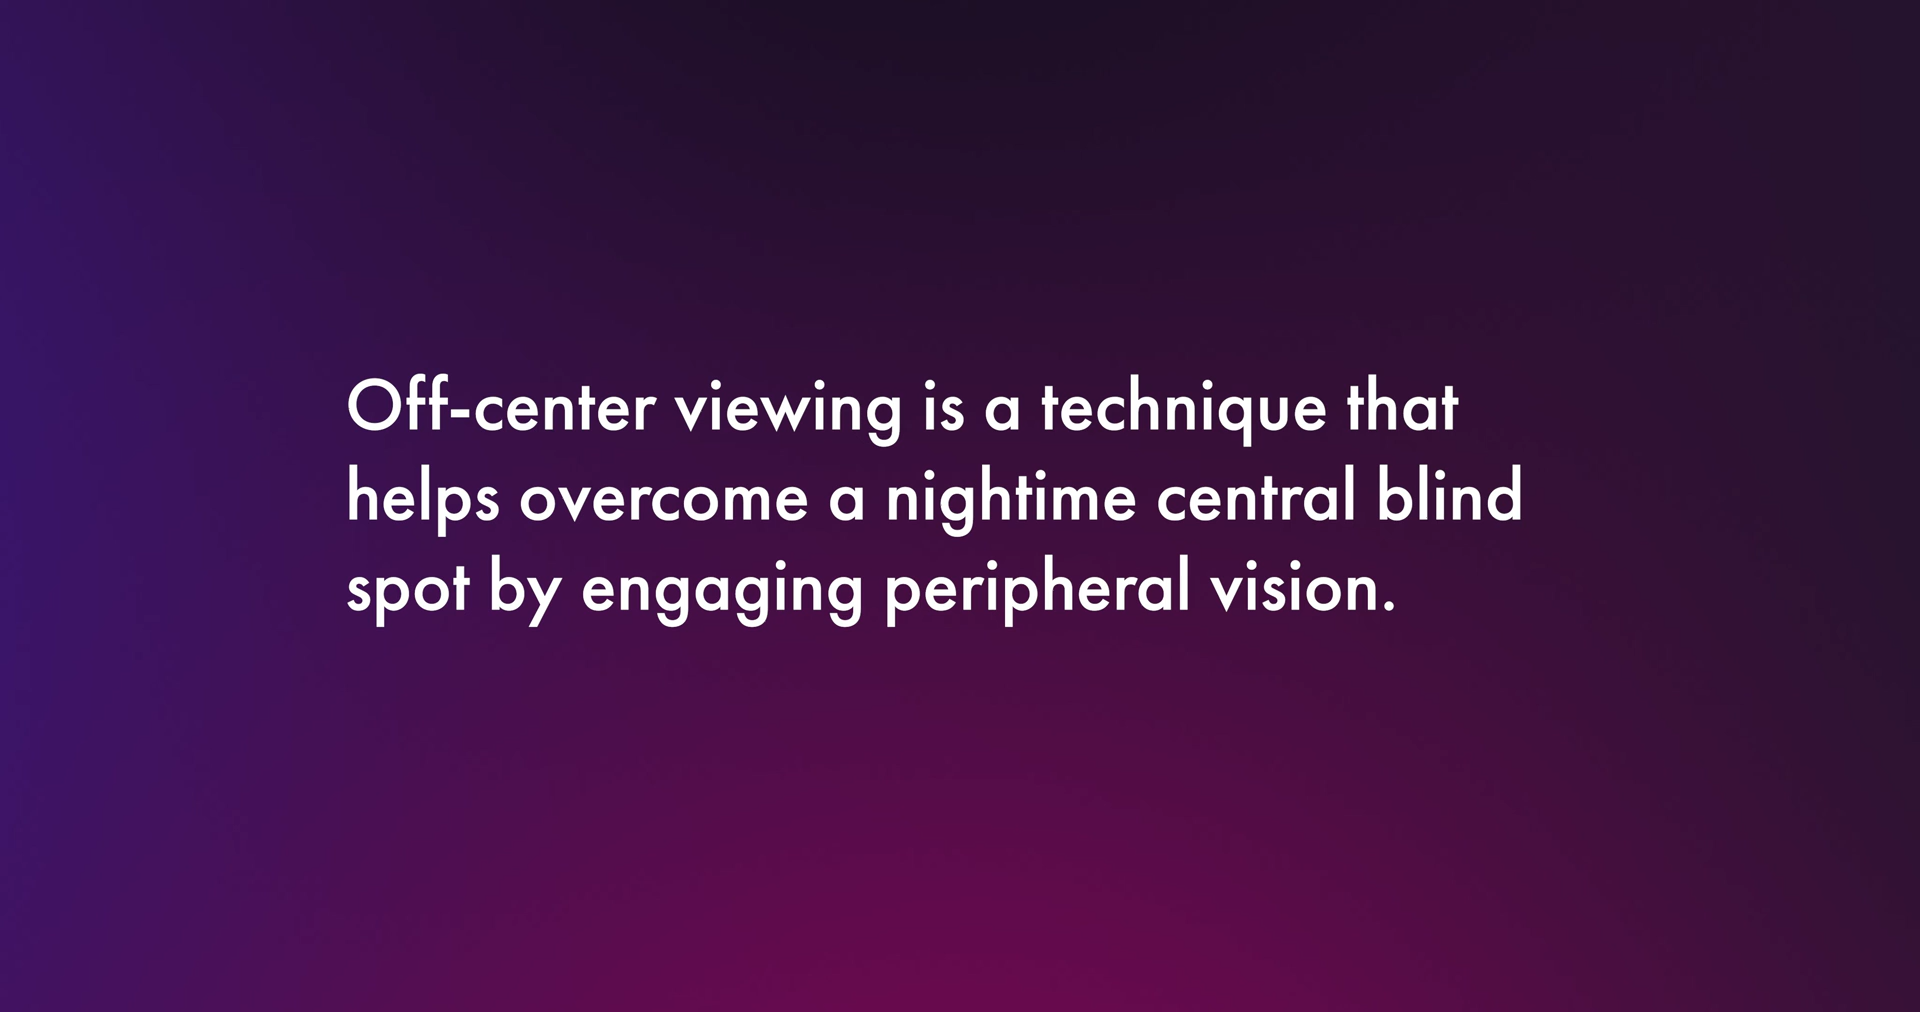 Off-center viewing is a technique that
helps overcome a nightime central blind
spot by engaging peripheral vision.